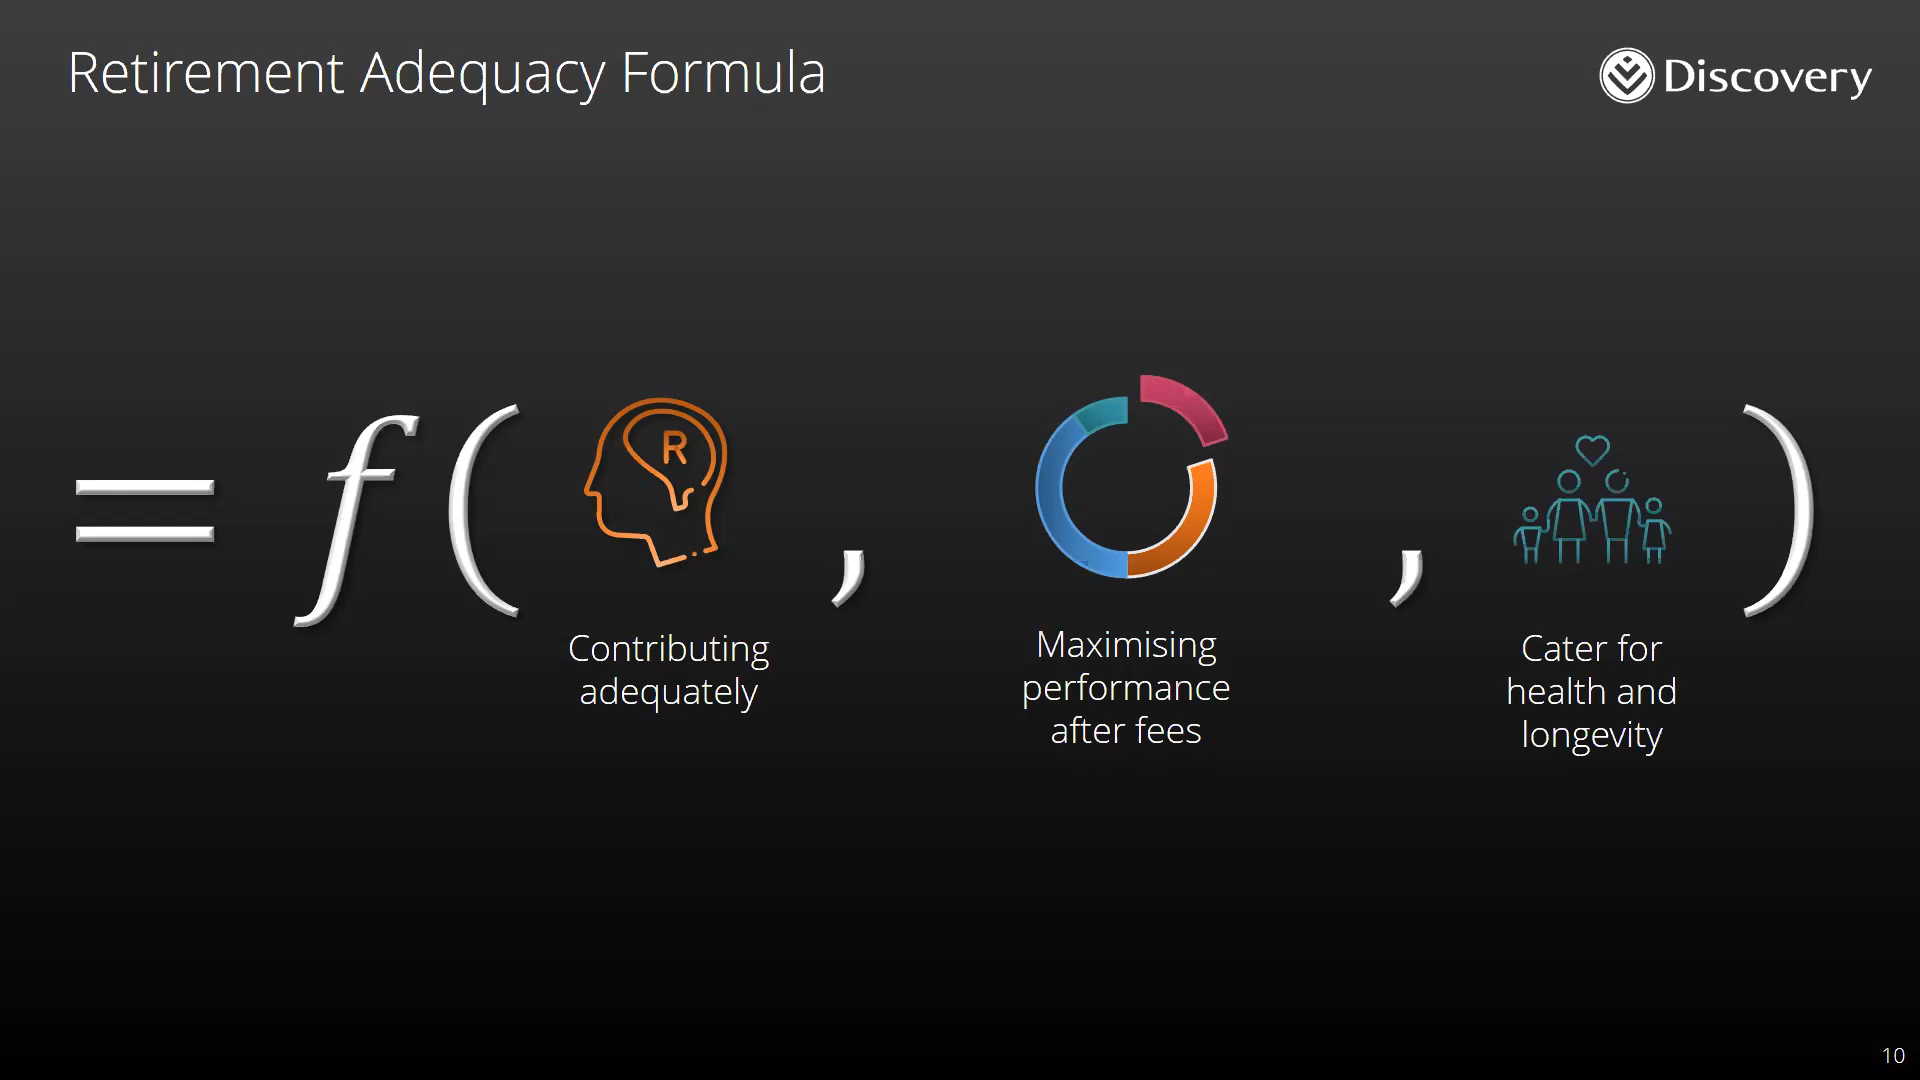 Retirement Adequacy Formula
Discovery
= f ( , , )
R
Contributing
adequately
Maximising
performance
after fees
Cater for
health and
longevity
10